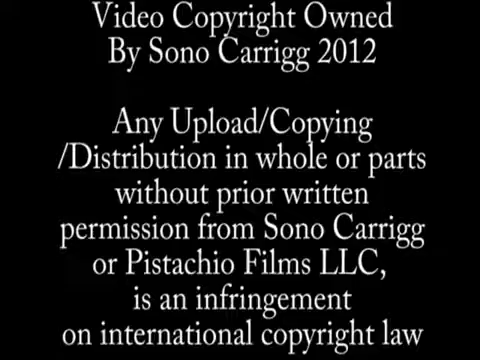 Video Copyright Owned
By Sono Carrigg 2012
Any Upload/Copying
/Distribution in whole or parts
without prior written
permission from Sono Carrigg
or Pistachio Films LLC,
is an infringement
on international copyright law